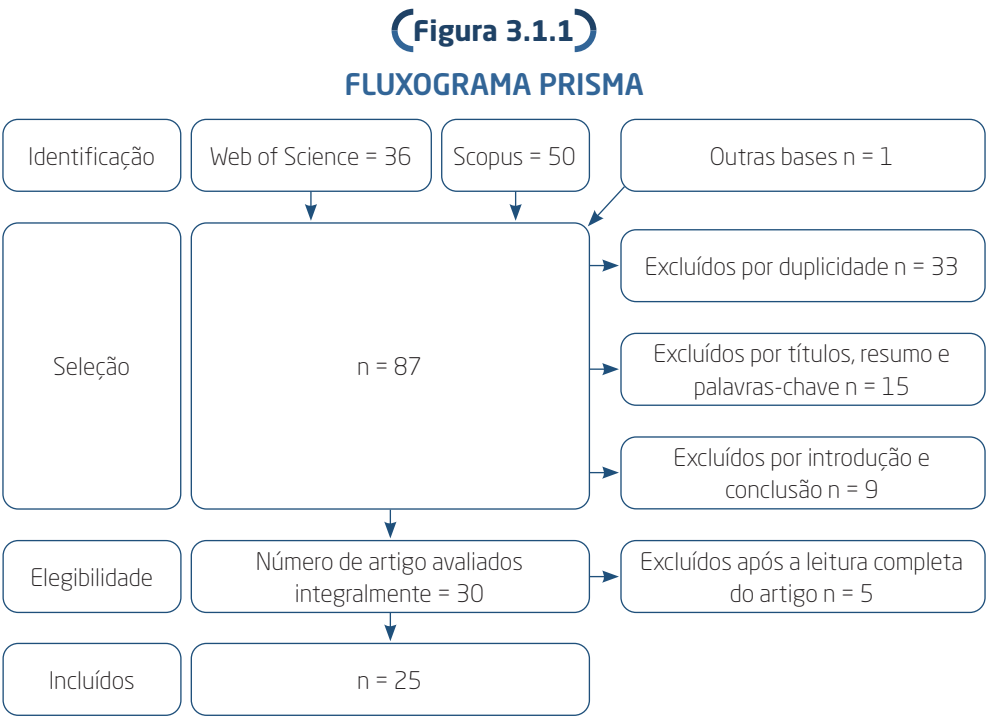 Figura 3.1.1
FLUXOGRAMA PRISMA
Identificação
Web of Science = 36
Scopus = 50
Outras bases n = 1
Seleção
n = 87
Excluídos por duplicidade n = 33
Excluídos por títulos, resumo e
palavras-chave n = 15
Excluídos por introdução e
conclusão n = 9
Elegibilidade
Número de artigo avaliados
integralmente = 30
Excluídos após a leitura completa
do artigo n = 5
Incluídos
n = 25